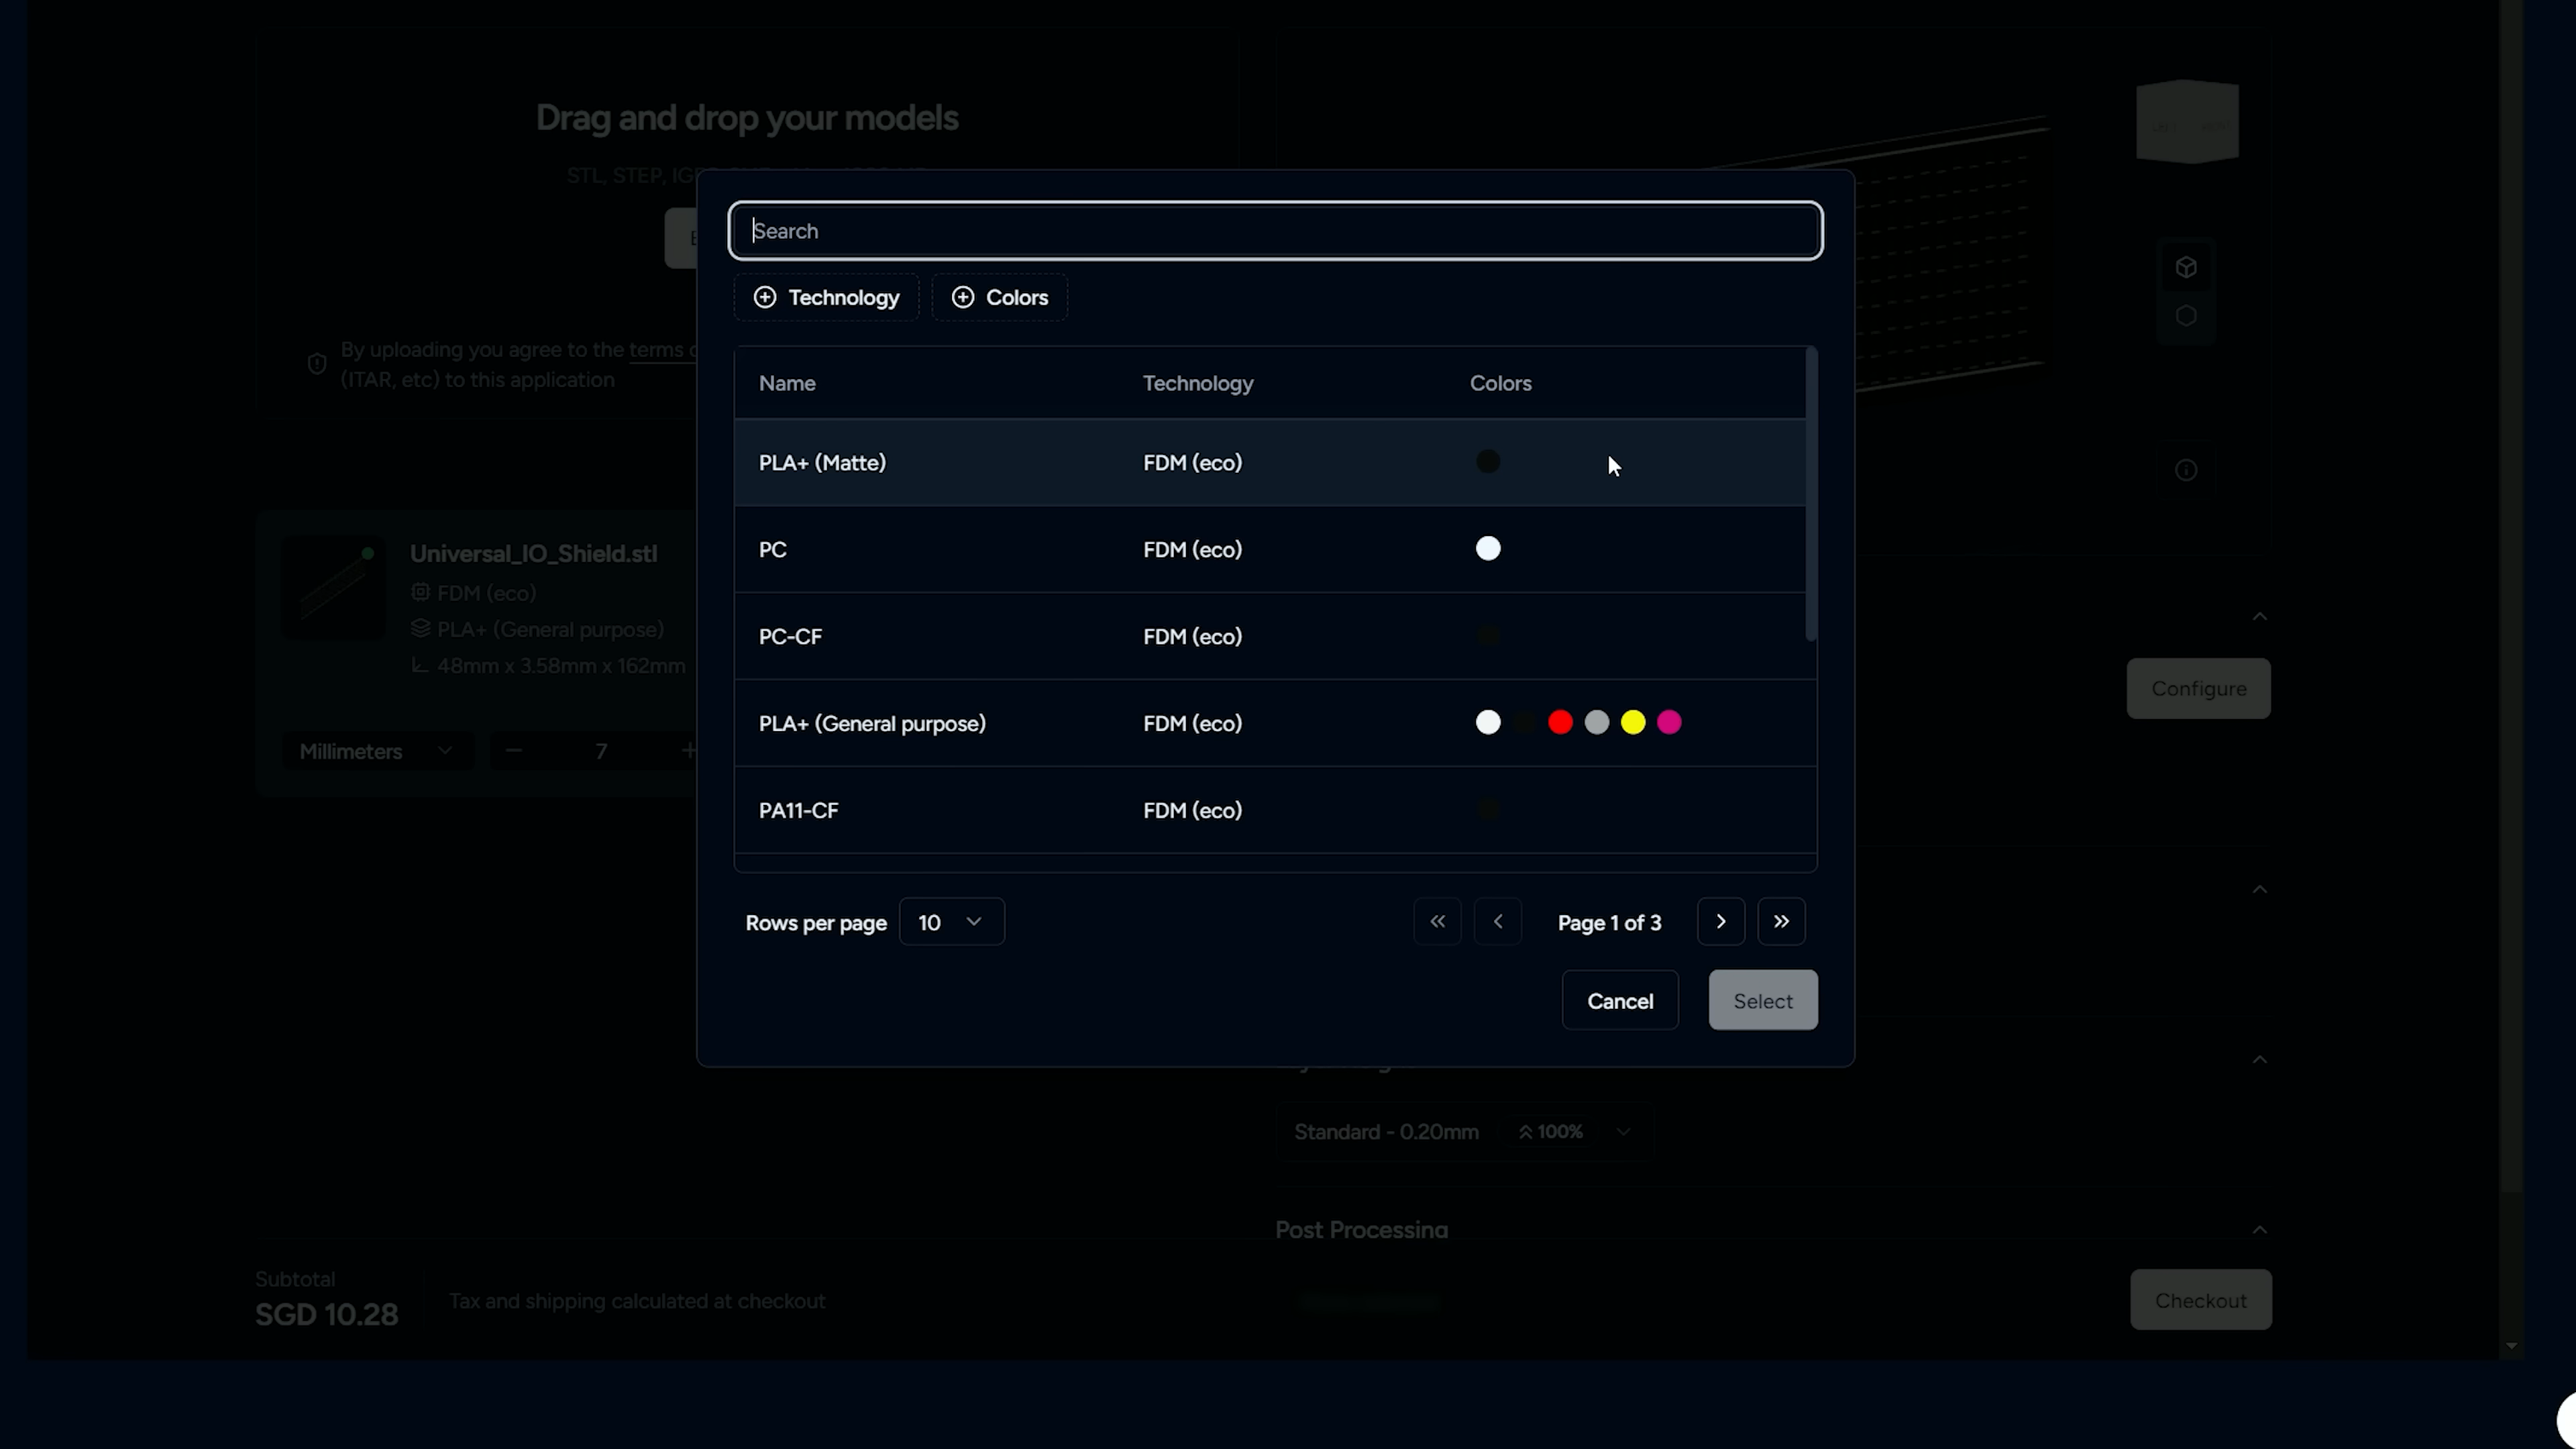 Drag and drop your models
STL, STEP,
Search
Technology
Colors
By uploading you agree to the terms
(ITAR, etc) to this application
Name Technology Colors
PLA+ (Matte) FDM (eco)
PC FDM (eco)
PC-CF FDM (eco)
PLA+ (General purpose) FDM (eco)
PA11-CF FDM (eco)
Universal_IO_Shield.stl
FDM (eco)
PLA+ (General purpose)
48mm x 3.58mm x 162mm
Millimeters
7
Configure
Rows per page 10
Page 1 of 3
Cancel
Select
Standard - 0.20mm 100%
Post Processing
Subtotal
SGD 10.28
Tax and shipping calculated at checkout
Checkout